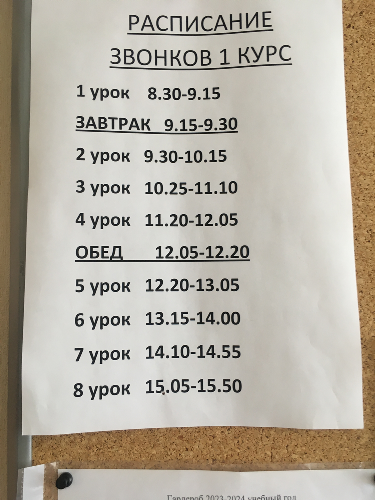 РАСПИСАНИЕ
ЗВОНКОВ 1 КУРС
1 урок 8.30-9.15
ЗАВТРАК 9.15-9.30
2 урок 9.30-10.15
3 урок 10.25-11.10
4 урок 11.20-12.05
ОБЕД 12.05-12.20
5 урок 12.20-13.05
6 урок 13.15-14.00
7 урок 14.10-14.55
8 урок 15.05-15.50
Гардероб 2023-2024 учебный год